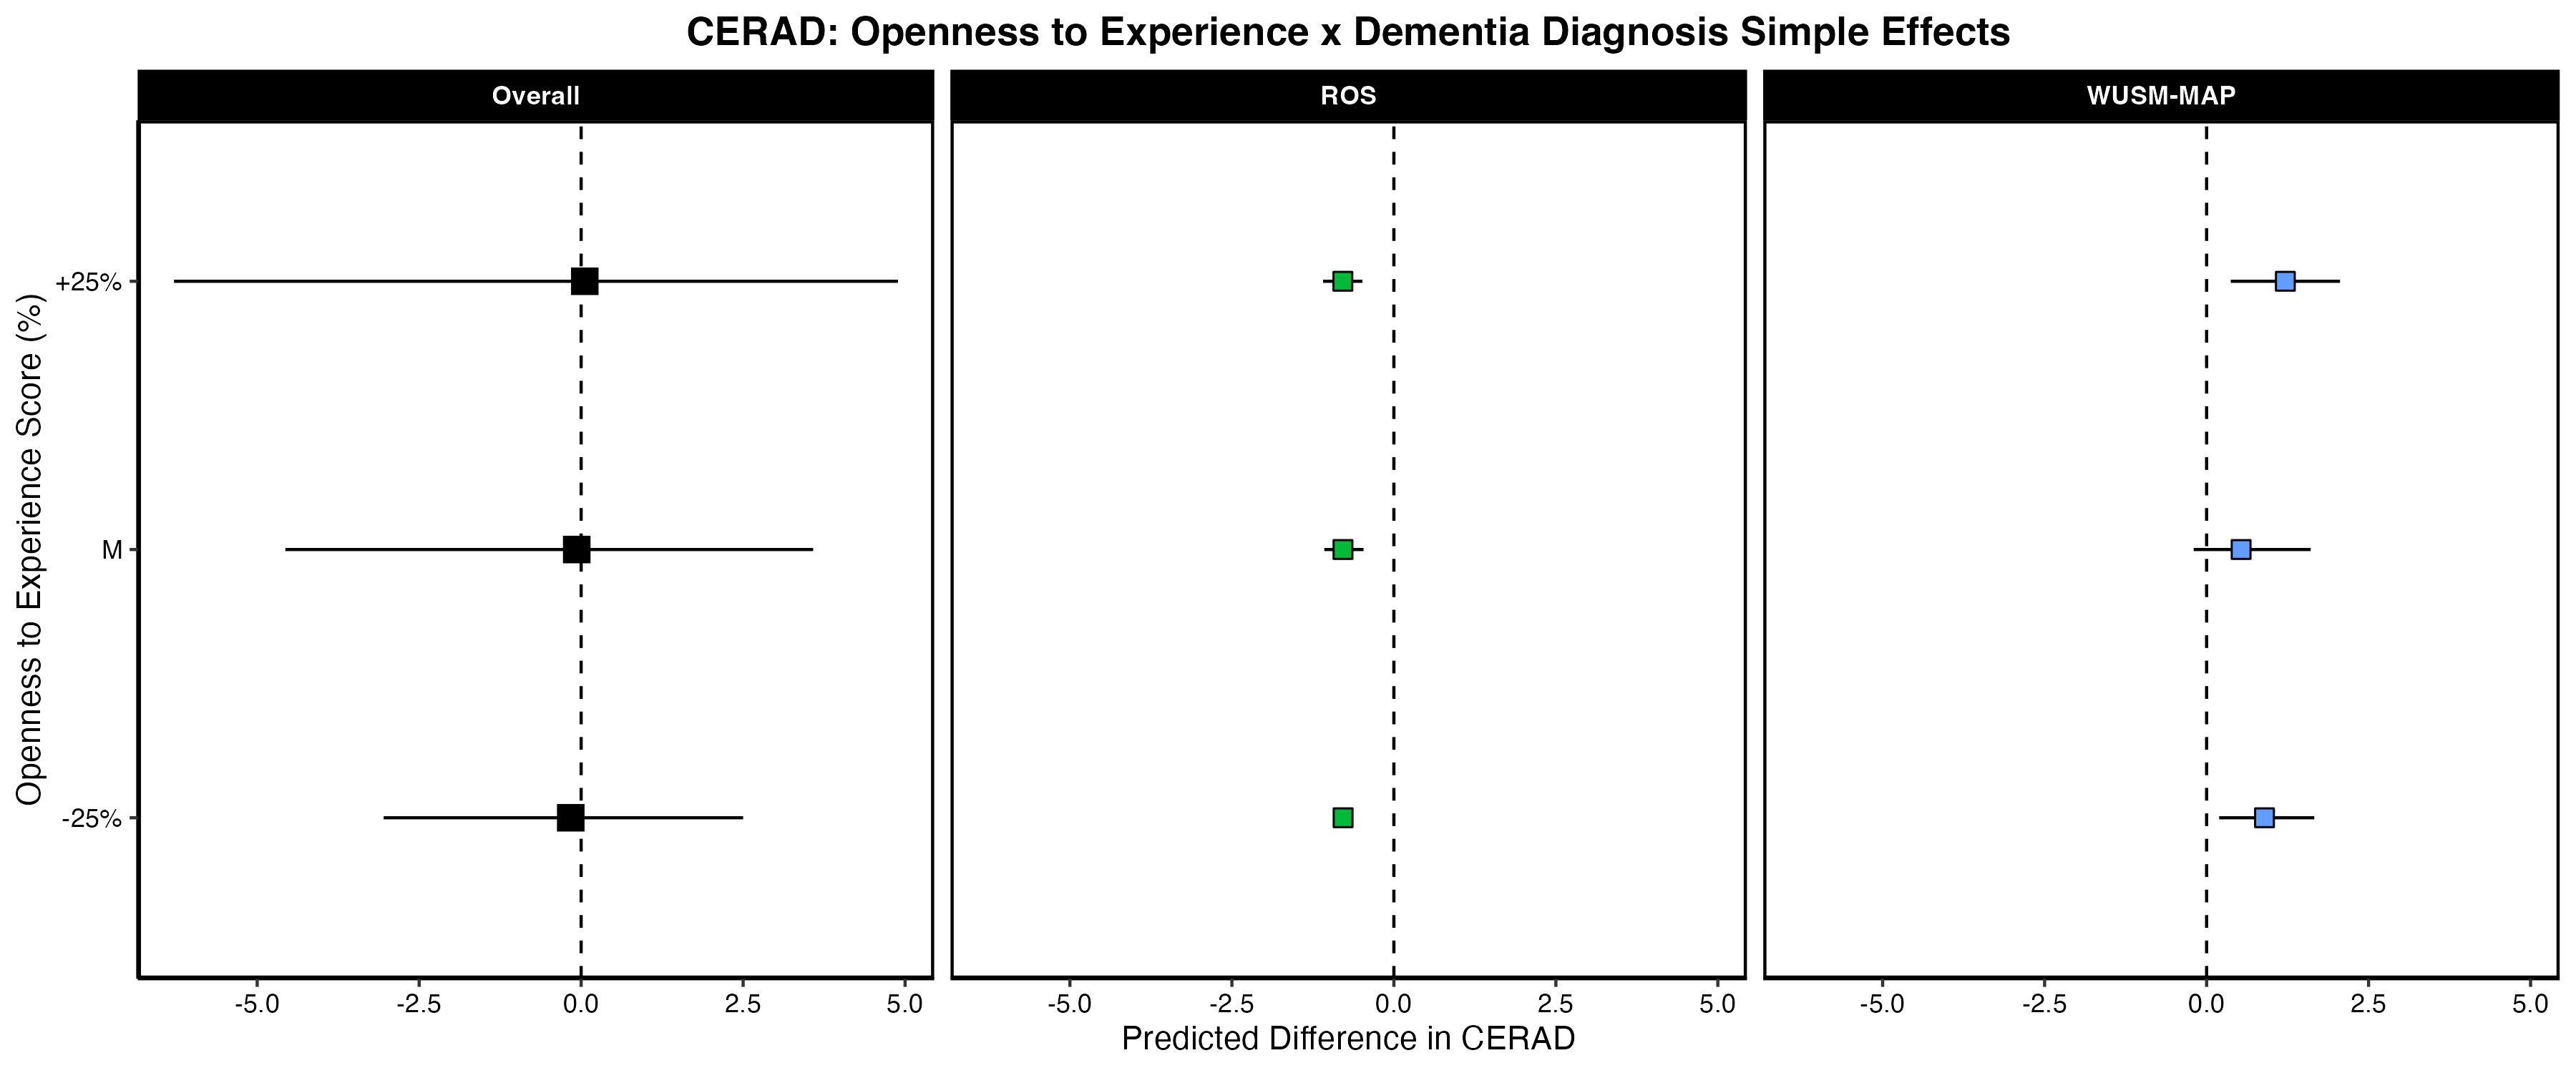 CERAD: Openness to Experience x Dementia Diagnosis Simple Effects
Overall
ROS
WUSM-MAP
Openness to Experience Score (%)
+25%
M
-25%
-5.0 -2.5 0.0 2.5 5.0
-5.0 -2.5 0.0 2.5 5.0
-5.0 -2.5 0.0 2.5 5.0
Predicted Difference in CERAD